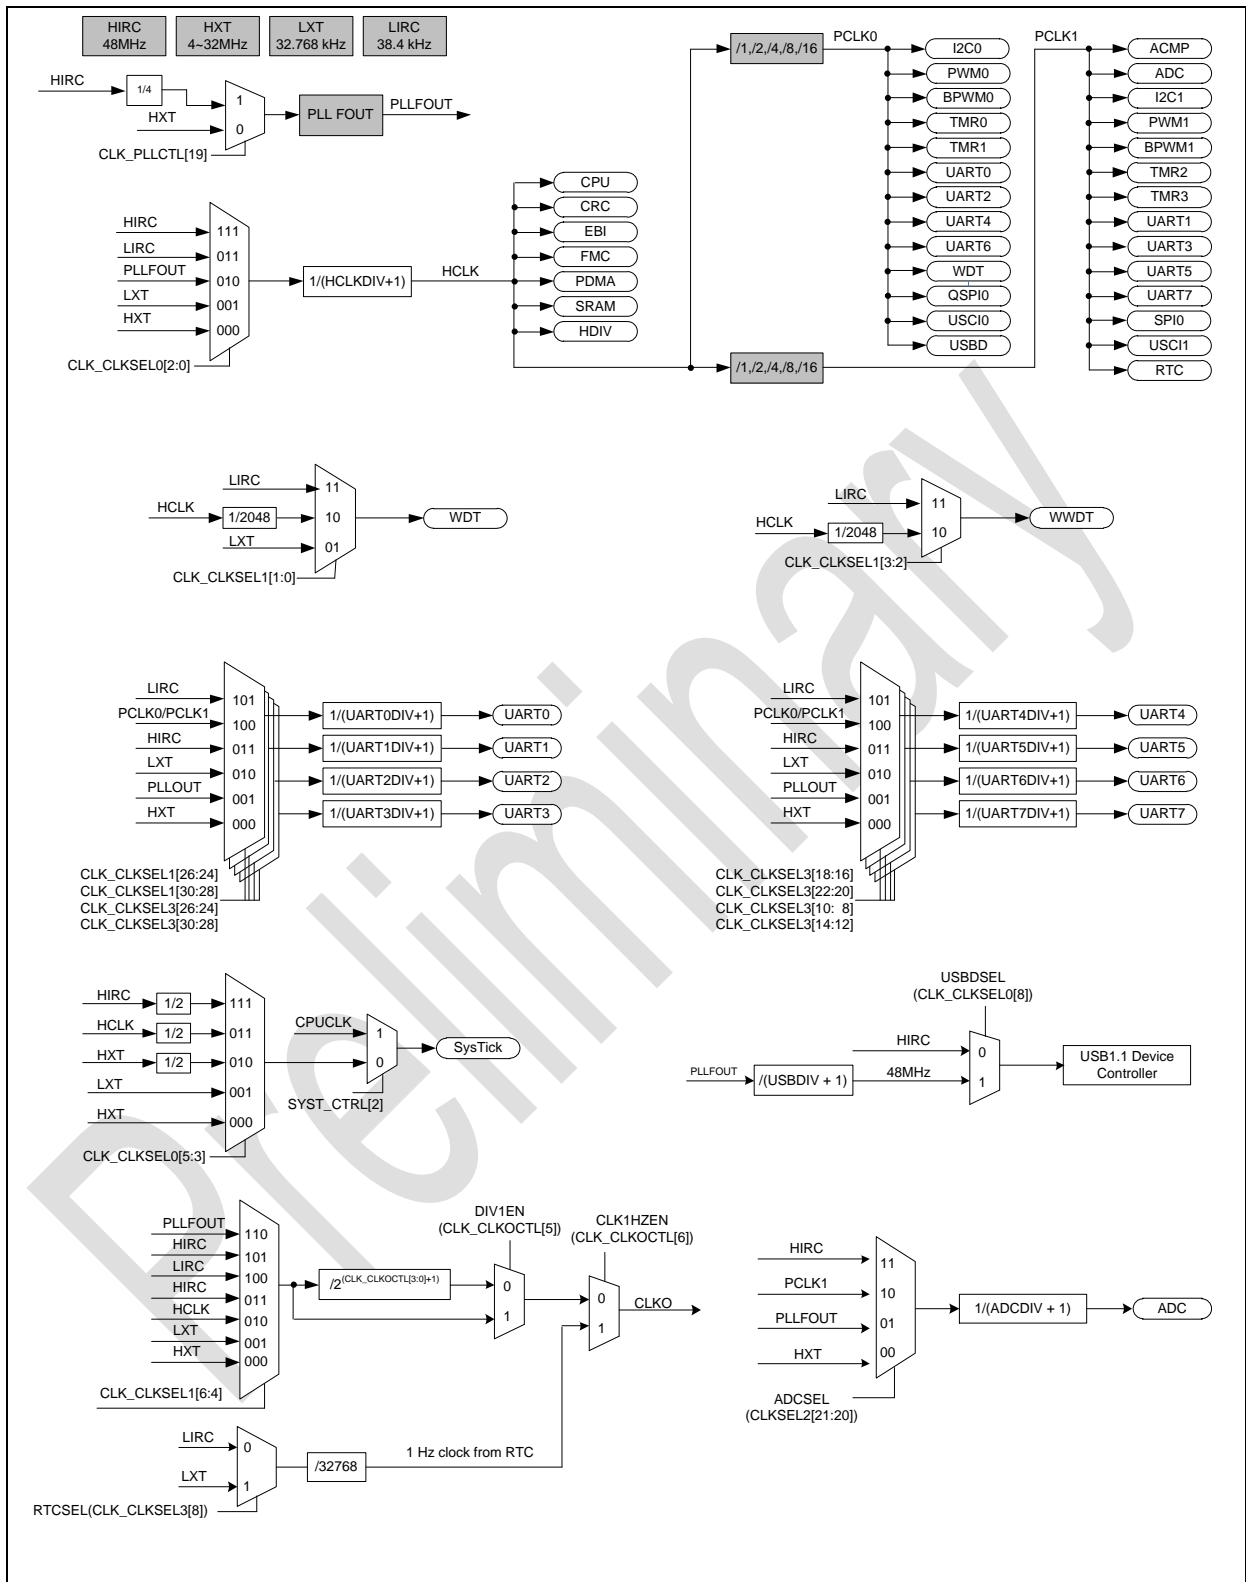 HIRC
48MHz
HXT
4~32MHz
LXT
32.768 kHz
LIRC
38.4 kHz
HIRC
1/4
HXT
1
0
PLL FOUT
PLLFOUT
CLK_PLLCTL[19]
HIRC
LIRC
PLLFOUT
LXT
HXT
111
011
010
001
000
CLK_CLKSEL0[2:0]
1/(HCLKDIV+1)
HCLK
CPU
CRC
EBI
FMC
PDMA
SRAM
HDIV
/1,/2,/4,/8,/16
PCLK0
I2C0
PWM0
BPWM0
TMR0
TMR1
UART0
UART2
UART4
UART6
WDT
QSPI0
USCI0
USBD
/1,/2,/4,/8,/16
PCLK1
ACMP
ADC
I2C1
PWM1
BPWM1
TMR2
TMR3
UART1
UART3
UART5
UART7
SPI0
USCI1
RTC
LIRC
HCLK
1/2048
LXT
11
10
01
WDT
CLK_CLKSEL1[1:0]
LIRC
HCLK
1/2048
11
10
WWDT
CLK_CLKSEL1[3:2]
LIRC
PCLK0/PCLK1
HIRC
LXT
PLLOUT
HXT
101
100
011
010
001
000
1/(UART0DIV+1)
UART0
1/(UART1DIV+1)
UART1
1/(UART2DIV+1)
UART2
1/(UART3DIV+1)
UART3
CLK_CLKSEL1[26:24]
CLK_CLKSEL1[30:28]
CLK_CLKSEL3[26:24]
CLK_CLKSEL3[30:28]
LIRC
PCLK0/PCLK1
HIRC
LXT
PLLOUT
HXT
101
100
011
010
001
000
1/(UART4DIV+1)
UART4
1/(UART5DIV+1)
UART5
1/(UART6DIV+1)
UART6
1/(UART7DIV+1)
UART7
CLK_CLKSEL3[18:16]
CLK_CLKSEL3[22:20]
CLK_CLKSEL3[10: 8]
CLK_CLKSEL3[14:12]
HIRC
1/2
HCLK
1/2
HXT
1/2
LXT
HXT
111
011
010
001
000
CLK_CLKSEL0[5:3]
CPUCLK
1
0
SYST_CTRL[2]
SysTick
USBDSEL
(CLK_CLKSEL0[8])
HIRC
PLLFOUT
/(USBDIV + 1)
48MHz
0
1
USB1.1 Device
Controller
PLLFOUT
HIRC
LIRC
HIRC
HCLK
LXT
HXT
110
101
100
011
010
001
000
CLK_CLKSEL1[6:4]
/2(CLK_CLKOCTL[3:0]+1)
DIV1EN
(CLK_CLKOCTL[5])
0
1
CLK1HZEN
(CLK_CLKOCTL[6])
0
1
CLKO
LIRC
LXT
0
1
RTCSEL(CLK_CLKSEL3[8])
/32768
1 Hz clock from RTC
HIRC
PCLK1
PLLFOUT
HXT
11
10
01
00
ADCSEL
(CLKSEL2[21:20])
1/(ADCDIV + 1)
ADC
Preliminary